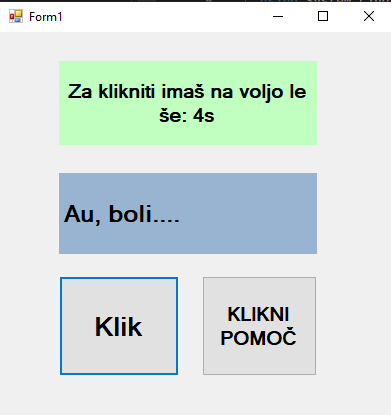 Form1
Za klikniti imaš na voljo le
še: 4s
Au, boli....
Klik
KLIKNI
POMOČ